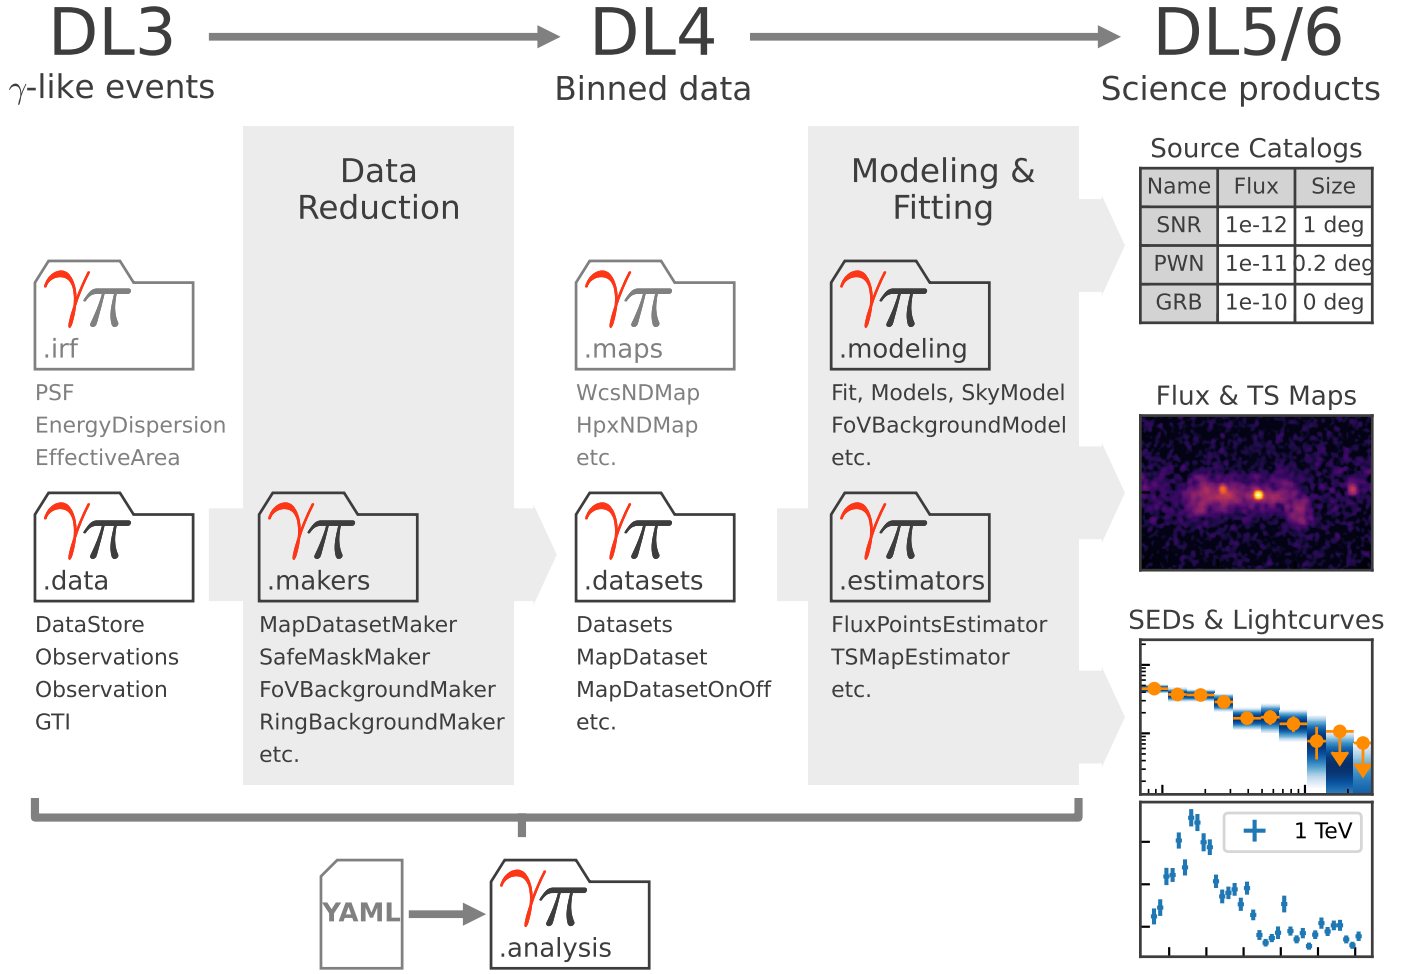 DL3
DL4
DL5/6
γ-like events
Binned data
Science products
Data
Reduction
Modeling &
Fitting
γπ
.irf
PSF
EnergyDispersion
EffectiveArea
γπ
.data
DataStore
Observations
Observation
GTI
γπ
.makers
MapDatasetMaker
SafeMaskMaker
FoVBackgroundMaker
RingBackgroundMaker
etc.
γπ
.maps
WcsNDMap
HpxNDMap
etc.
γπ
.datasets
Datasets
MapDataset
MapDatasetOnOff
etc.
γπ
.modeling
Fit, Models, SkyModel
FoVBackgroundModel
etc.
γπ
.estimators
FluxPointsEstimator
TSMapEstimator
etc.
Source Catalogs
Name Flux Size
SNR 1e-12 1 deg
PWN 1e-11 0.2 deg
GRB 1e-10 0 deg
Flux & TS Maps
SEDs & Lightcurves
1 TeV
YAML
γπ
.analysis